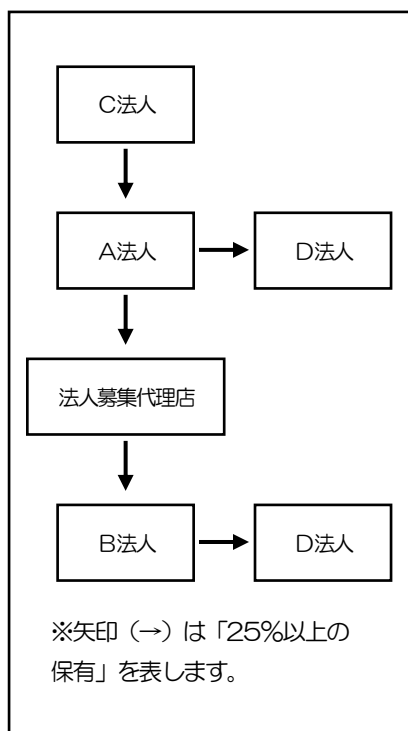 C法人
A法人
D法人
法人募集代理店
B法人
D法人
※矢印（→）は「25％以上の
保有」を表します。